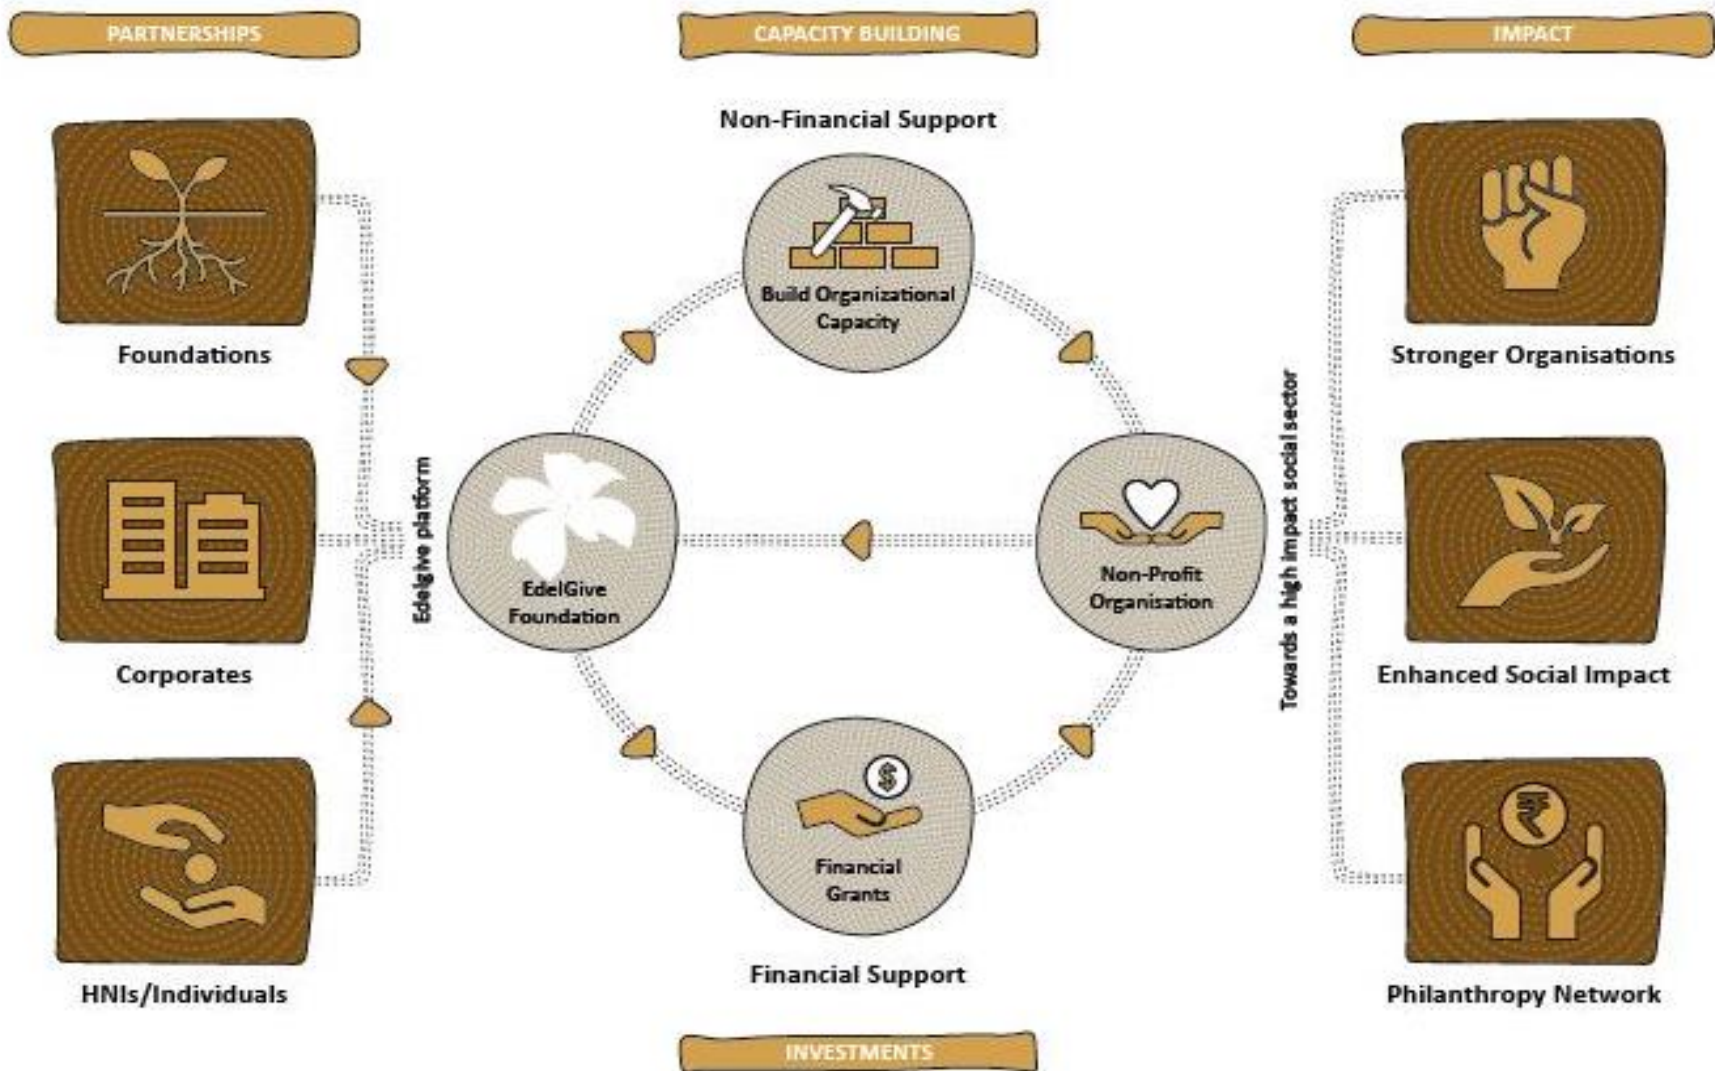 PARTNERSHIPS
CAPACITY BUILDING
IMPACT
Non-Financial Support
Build Organizational
Capacity
Foundations
Stronger Organisations
Edelgive platform
EdelGive
Foundation
Non-Profit
Organisation
Towards a high impact social sector
Corporates
Enhanced Social Impact
$
Financial
Grants
₹
HNIs/Individuals
Financial Support
Philanthropy Network
INVESTMENTS